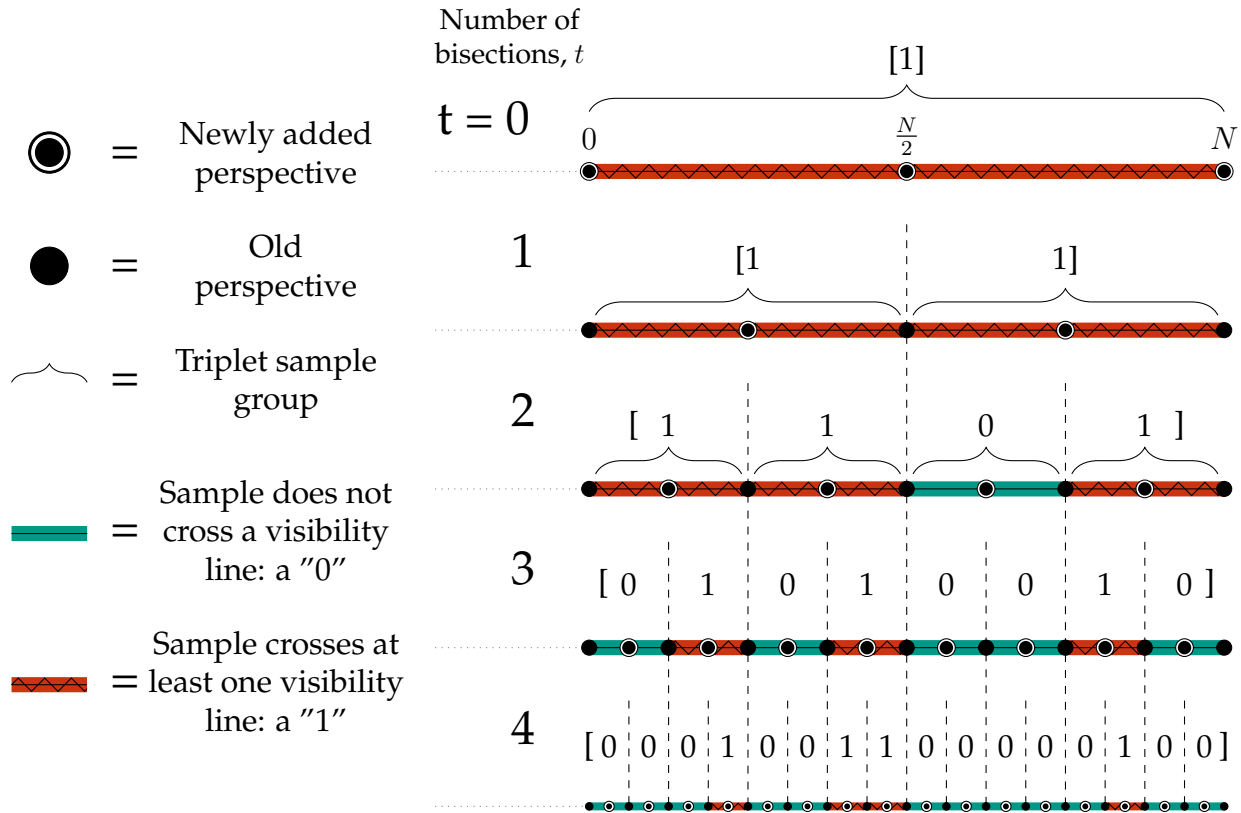 Number of
bisections, t
[1]
t = 0
0 N/2 N
= Newly added
perspective
1
[1 1]
= Old
perspective
2
[ 1 1 0 1 ]
= Triplet sample
group
3
[ 0 1 0 1 0 0 1 0 ]
= Sample does not
cross a visibility
line: a ”0”
4
[ 0 0 0 1 0 0 1 1 0 0 0 0 0 1 0 0 ]
= Sample crosses at
least one visibility
line: a ”1”